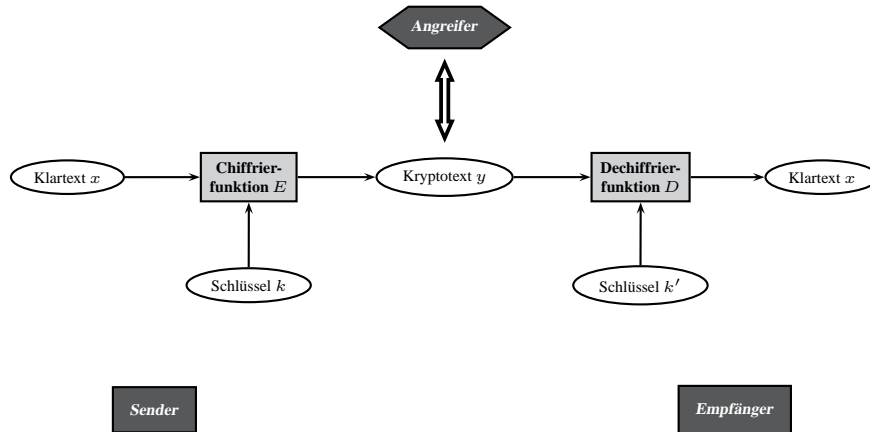 Angreifer
Klartext x
Chiffrier-
funktion E
Kryptotext y
Dechiffrier-
funktion D
Klartext x
Schlüssel k
Schlüssel k′
Sender
Empfänger